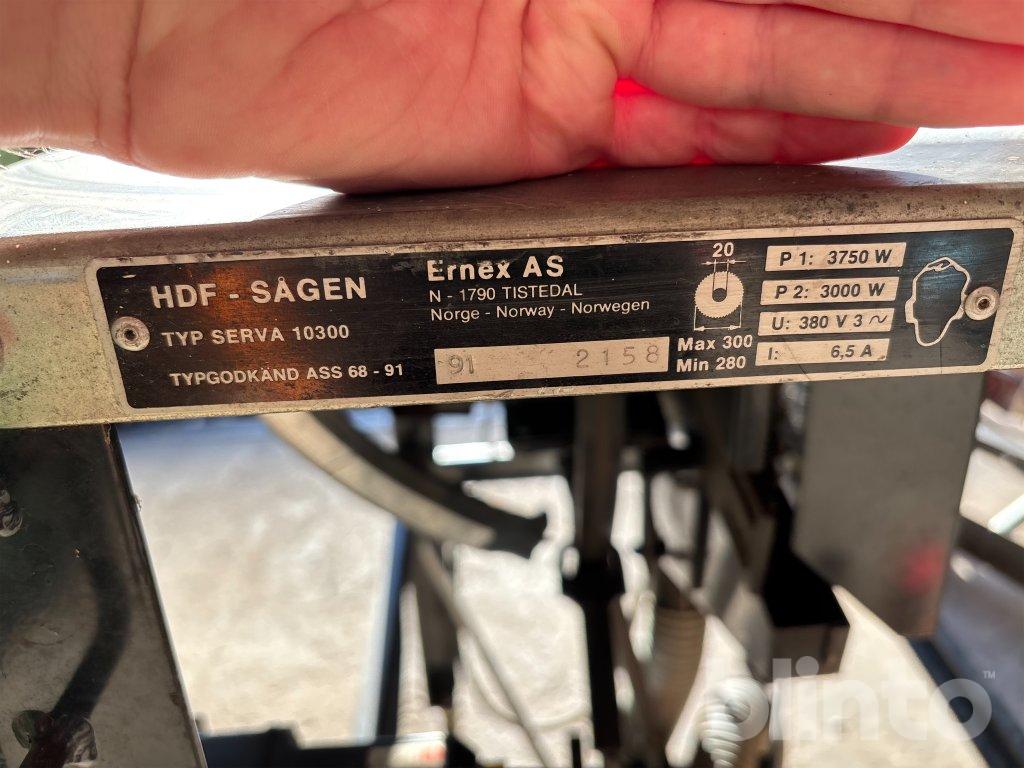 HDF - SÅGEN
TYP SERVA 10300
TYPGODKÄND ASS 68 - 91
Ernex AS
N - 1790 TISTEDAL
Norge - Norway - Norwegen
91 2158
20
Max 300
Min 280
P 1: 3750 W
P 2: 3000 W
U: 380 V 3 ~
I: 6,5 A
blinto™